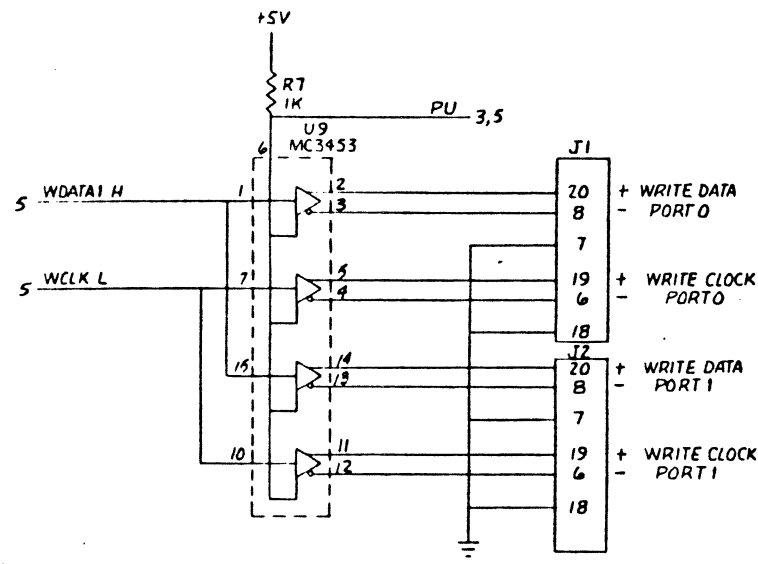 +5V
R7
1K
PU 3,5
U9
6 MC3453
J1
5 WDATA1 H 1 2 20 + WRITE DATA
3 8 - PORT 0
7
5 WCLK L 7 5 19 + WRITE CLOCK
4 6 - PORT 0
18
J2
15 14 20 + WRITE DATA
13 8 - PORT 1
7
10 11 19 + WRITE CLOCK
12 6 - PORT 1
18